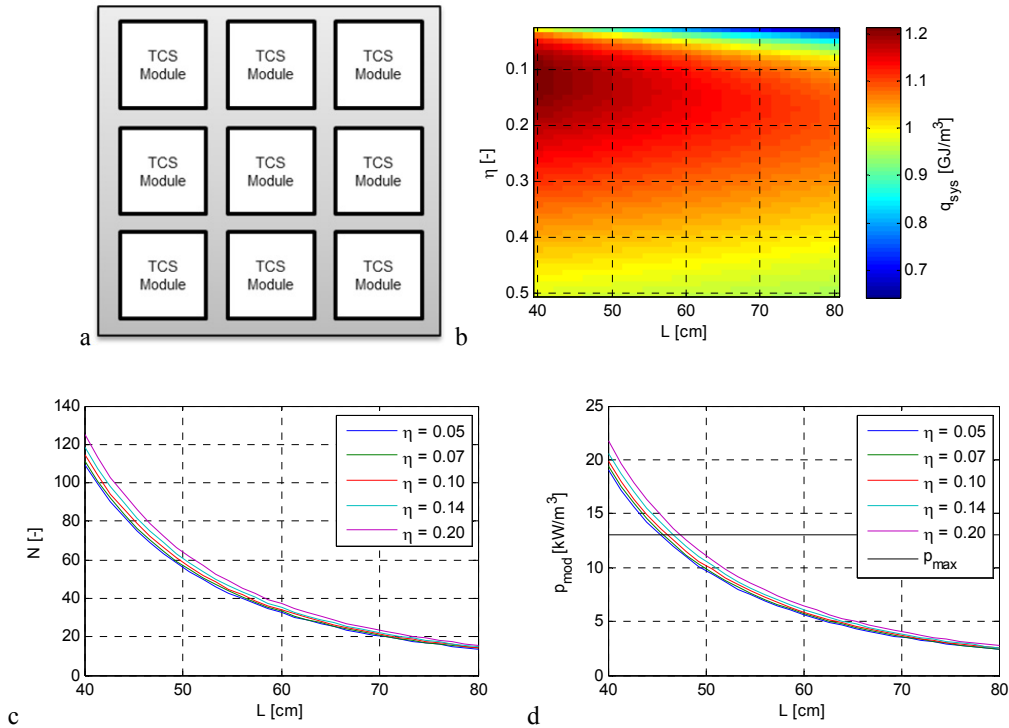 TCS
Module
TCS
Module
TCS
Module
TCS
Module
TCS
Module
TCS
Module
TCS
Module
TCS
Module
TCS
Module
a
b
0.1
0.2
0.3
0.4
0.5
η [-]
40
50
60
70
80
L [cm]
1.2
1.1
1
0.9
0.8
0.7
q_sys [GJ/m³]
c
140
120
100
80
60
40
20
0
N [-]
40
50
60
70
80
L [cm]
η = 0.05
η = 0.07
η = 0.10
η = 0.14
η = 0.20
d
25
20
15
10
5
0
p_mod [kW/m³]
40
50
60
70
80
L [cm]
η = 0.05
η = 0.07
η = 0.10
η = 0.14
η = 0.20
p_max